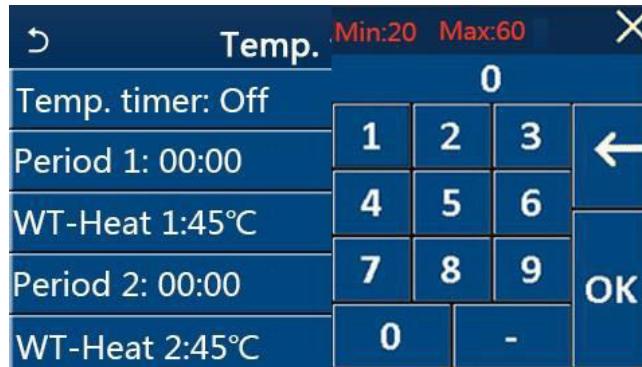 Temp.
Temp. timer: Off
Period 1: 00:00
WT-Heat 1:45℃
Period 2: 00:00
WT-Heat 2:45℃
Min:20 Max:60
0
1 2 3
4 5 6
7 8 9
OK
0 -